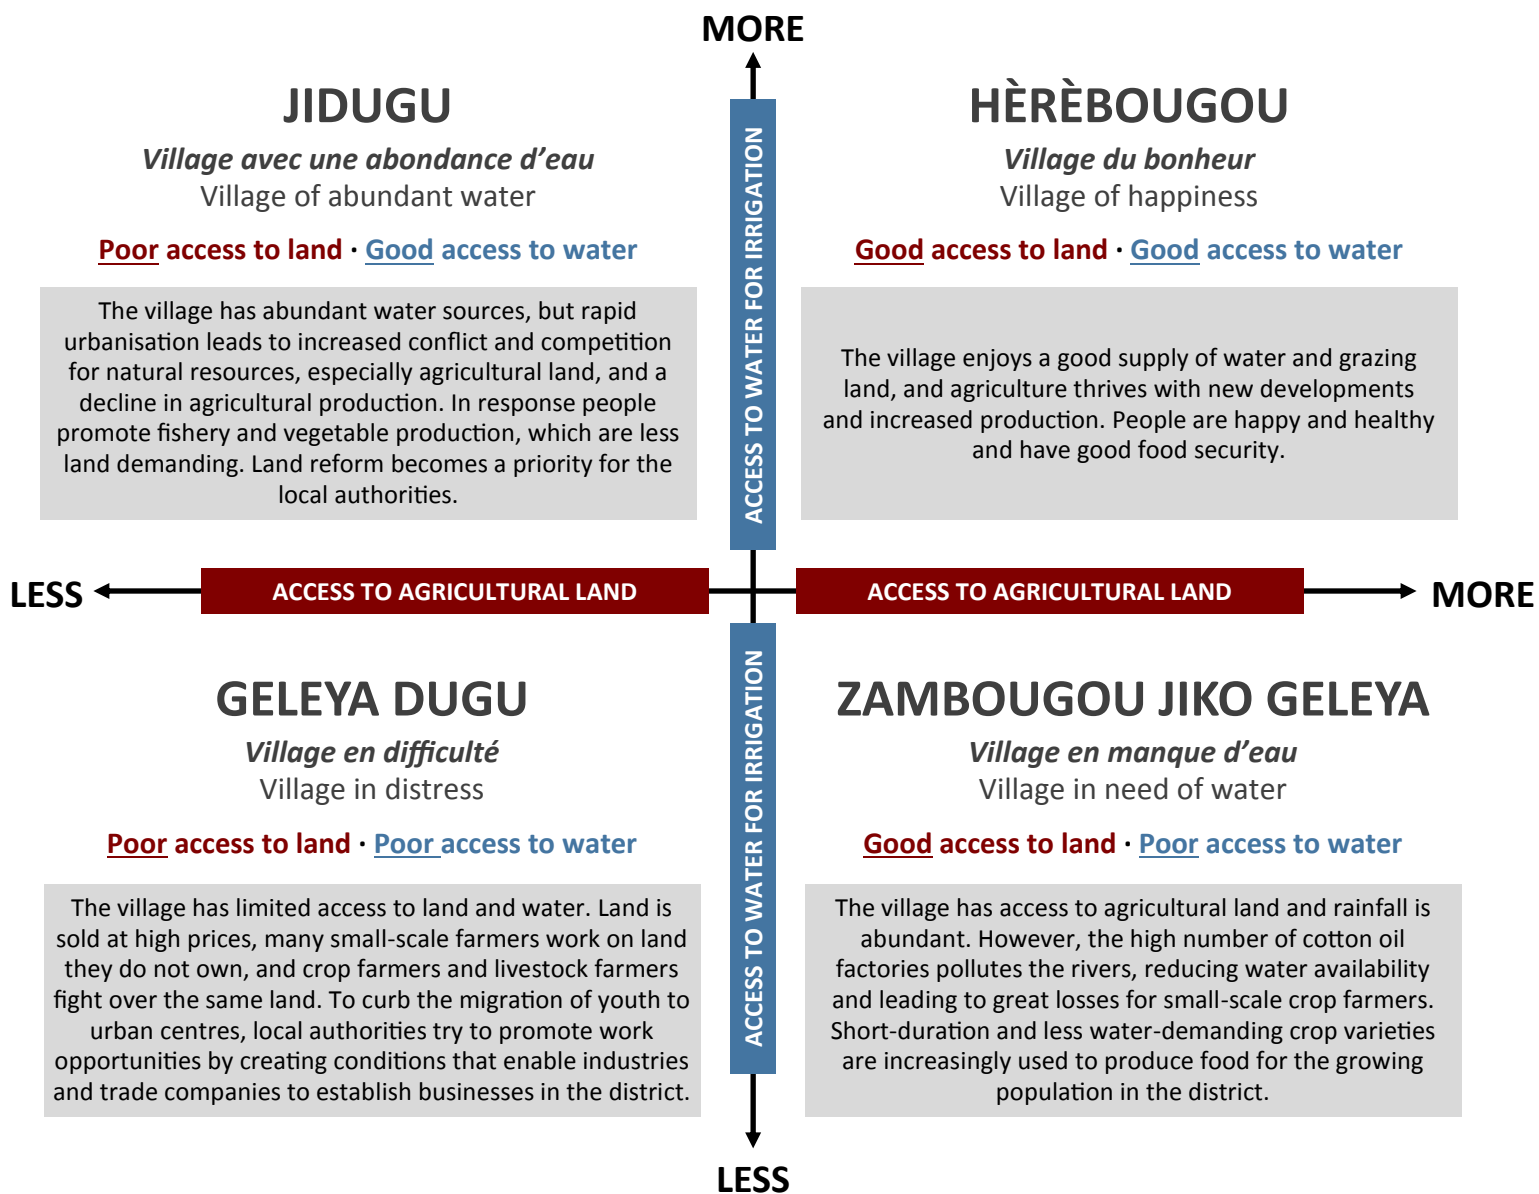 MORE
JIDUGU
Village avec une abondance d’eau
Village of abundant water
Poor access to land · Good access to water
The village has abundant water sources, but rapid
urbanisation leads to increased conflict and competition
for natural resources, especially agricultural land, and a
decline in agricultural production. In response people
promote fishery and vegetable production, which are less
land demanding. Land reform becomes a priority for the
local authorities.
ACCESS TO WATER FOR IRRIGATION
HÈRÈBOUGOU
Village du bonheur
Village of happiness
Good access to land · Good access to water
The village enjoys a good supply of water and grazing
land, and agriculture thrives with new developments
and increased production. People are happy and healthy
and have good food security.
LESS
ACCESS TO AGRICULTURAL LAND
ACCESS TO AGRICULTURAL LAND
MORE
GELEYA DUGU
Village en difficulté
Village in distress
Poor access to land · Poor access to water
The village has limited access to land and water. Land is
sold at high prices, many small-scale farmers work on land
they do not own, and crop farmers and livestock farmers
fight over the same land. To curb the migration of youth to
urban centres, local authorities try to promote work
opportunities by creating conditions that enable industries
and trade companies to establish businesses in the district.
ACCESS TO WATER FOR IRRIGATION
ZAMBOUGOU JIKO GELEYA
Village en manque d’eau
Village in need of water
Good access to land · Poor access to water
The village has access to agricultural land and rainfall is
abundant. However, the high number of cotton oil
factories pollutes the rivers, reducing water availability
and leading to great losses for small-scale crop farmers.
Short-duration and less water-demanding crop varieties
are increasingly used to produce food for the growing
population in the district.
LESS